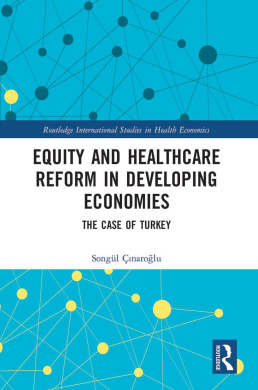 Routledge International Studies in Health Economics
EQUITY AND HEALTHCARE
REFORM IN DEVELOPING
ECONOMIES
THE CASE OF TURKEY
Songül Çınaroğlu
ROUTLEDGE